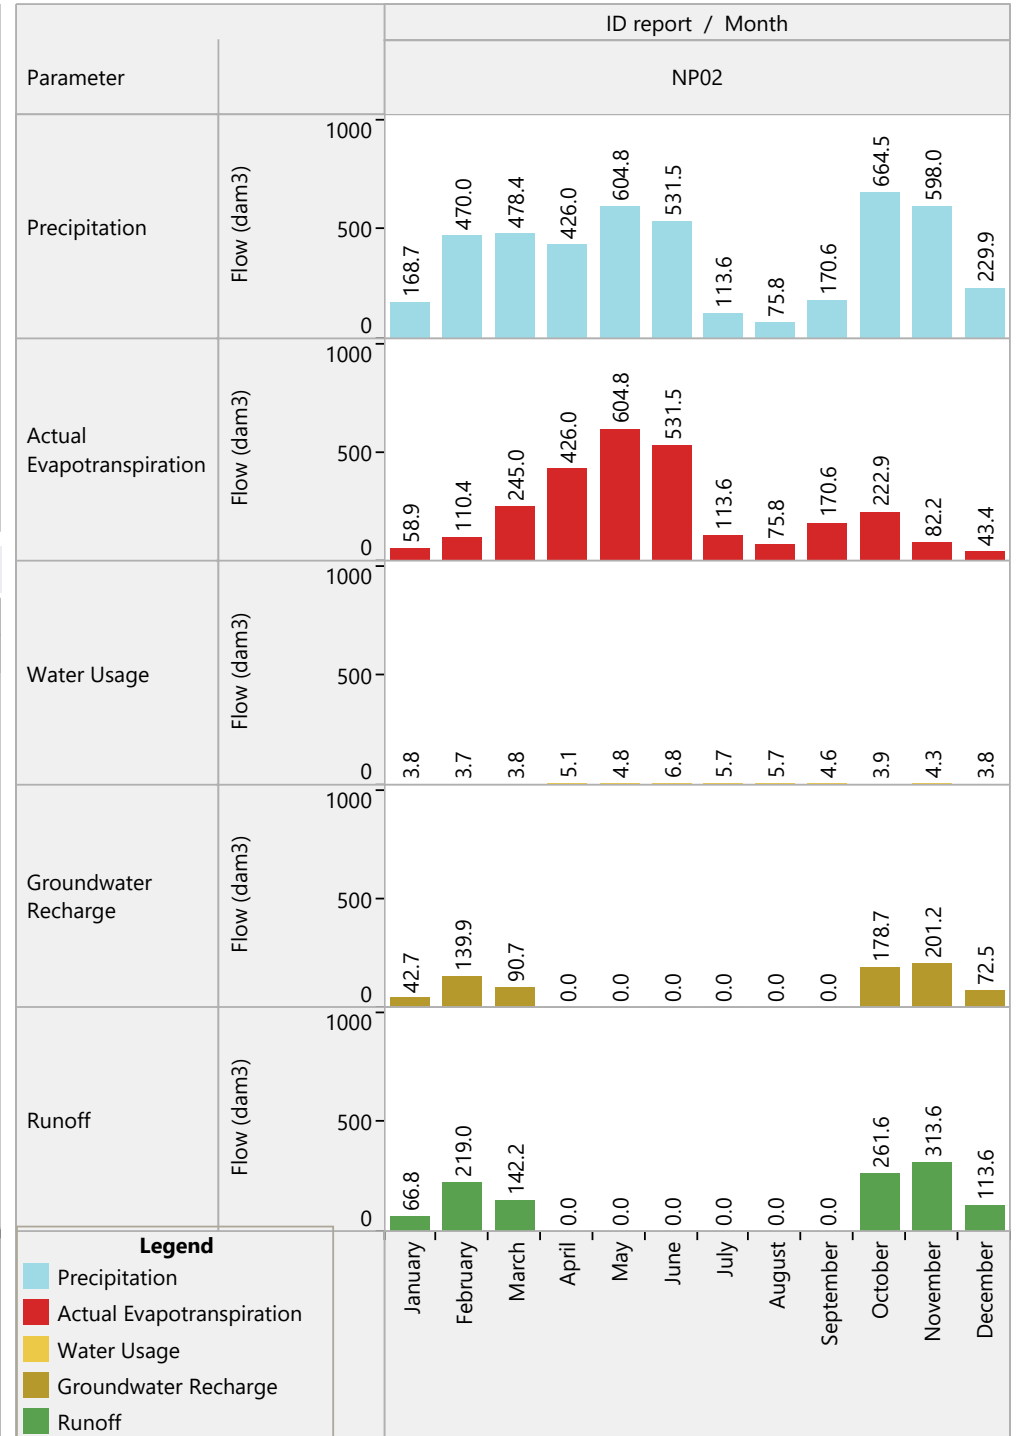 ID report / Month
Parameter
NP02
Precipitation
Flow (dam3)
1000
500
0
168.7
470.0
478.4
426.0
604.8
531.5
113.6
75.8
170.6
664.5
598.0
229.9
Actual
Evapotranspiration
Flow (dam3)
1000
500
0
58.9
110.4
245.0
426.0
604.8
531.5
113.6
75.8
170.6
222.9
82.2
43.4
Water Usage
Flow (dam3)
1000
500
0
3.8
3.7
3.8
5.1
4.8
6.8
5.7
5.7
4.6
3.9
4.3
3.8
Groundwater
Recharge
Flow (dam3)
1000
500
0
42.7
139.9
90.7
0.0
0.0
0.0
0.0
0.0
0.0
178.7
201.2
72.5
Runoff
Flow (dam3)
1000
500
0
66.8
219.0
142.2
0.0
0.0
0.0
0.0
0.0
0.0
261.6
313.6
113.6
January
February
March
April
May
June
July
August
September
October
November
December
Legend
Precipitation
Actual Evapotranspiration
Water Usage
Groundwater Recharge
Runoff